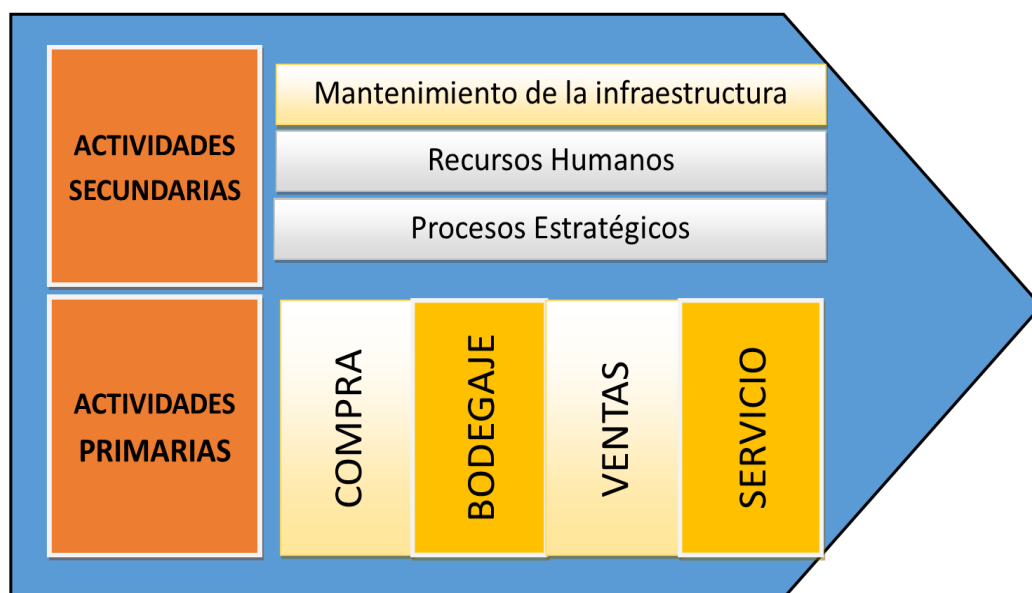 ACTIVIDADES
SECUNDARIAS
Mantenimiento de la infraestructura
Recursos Humanos
Procesos Estratégicos
ACTIVIDADES
PRIMARIAS
COMPRA
BODEGAJE
VENTAS
SERVICIO